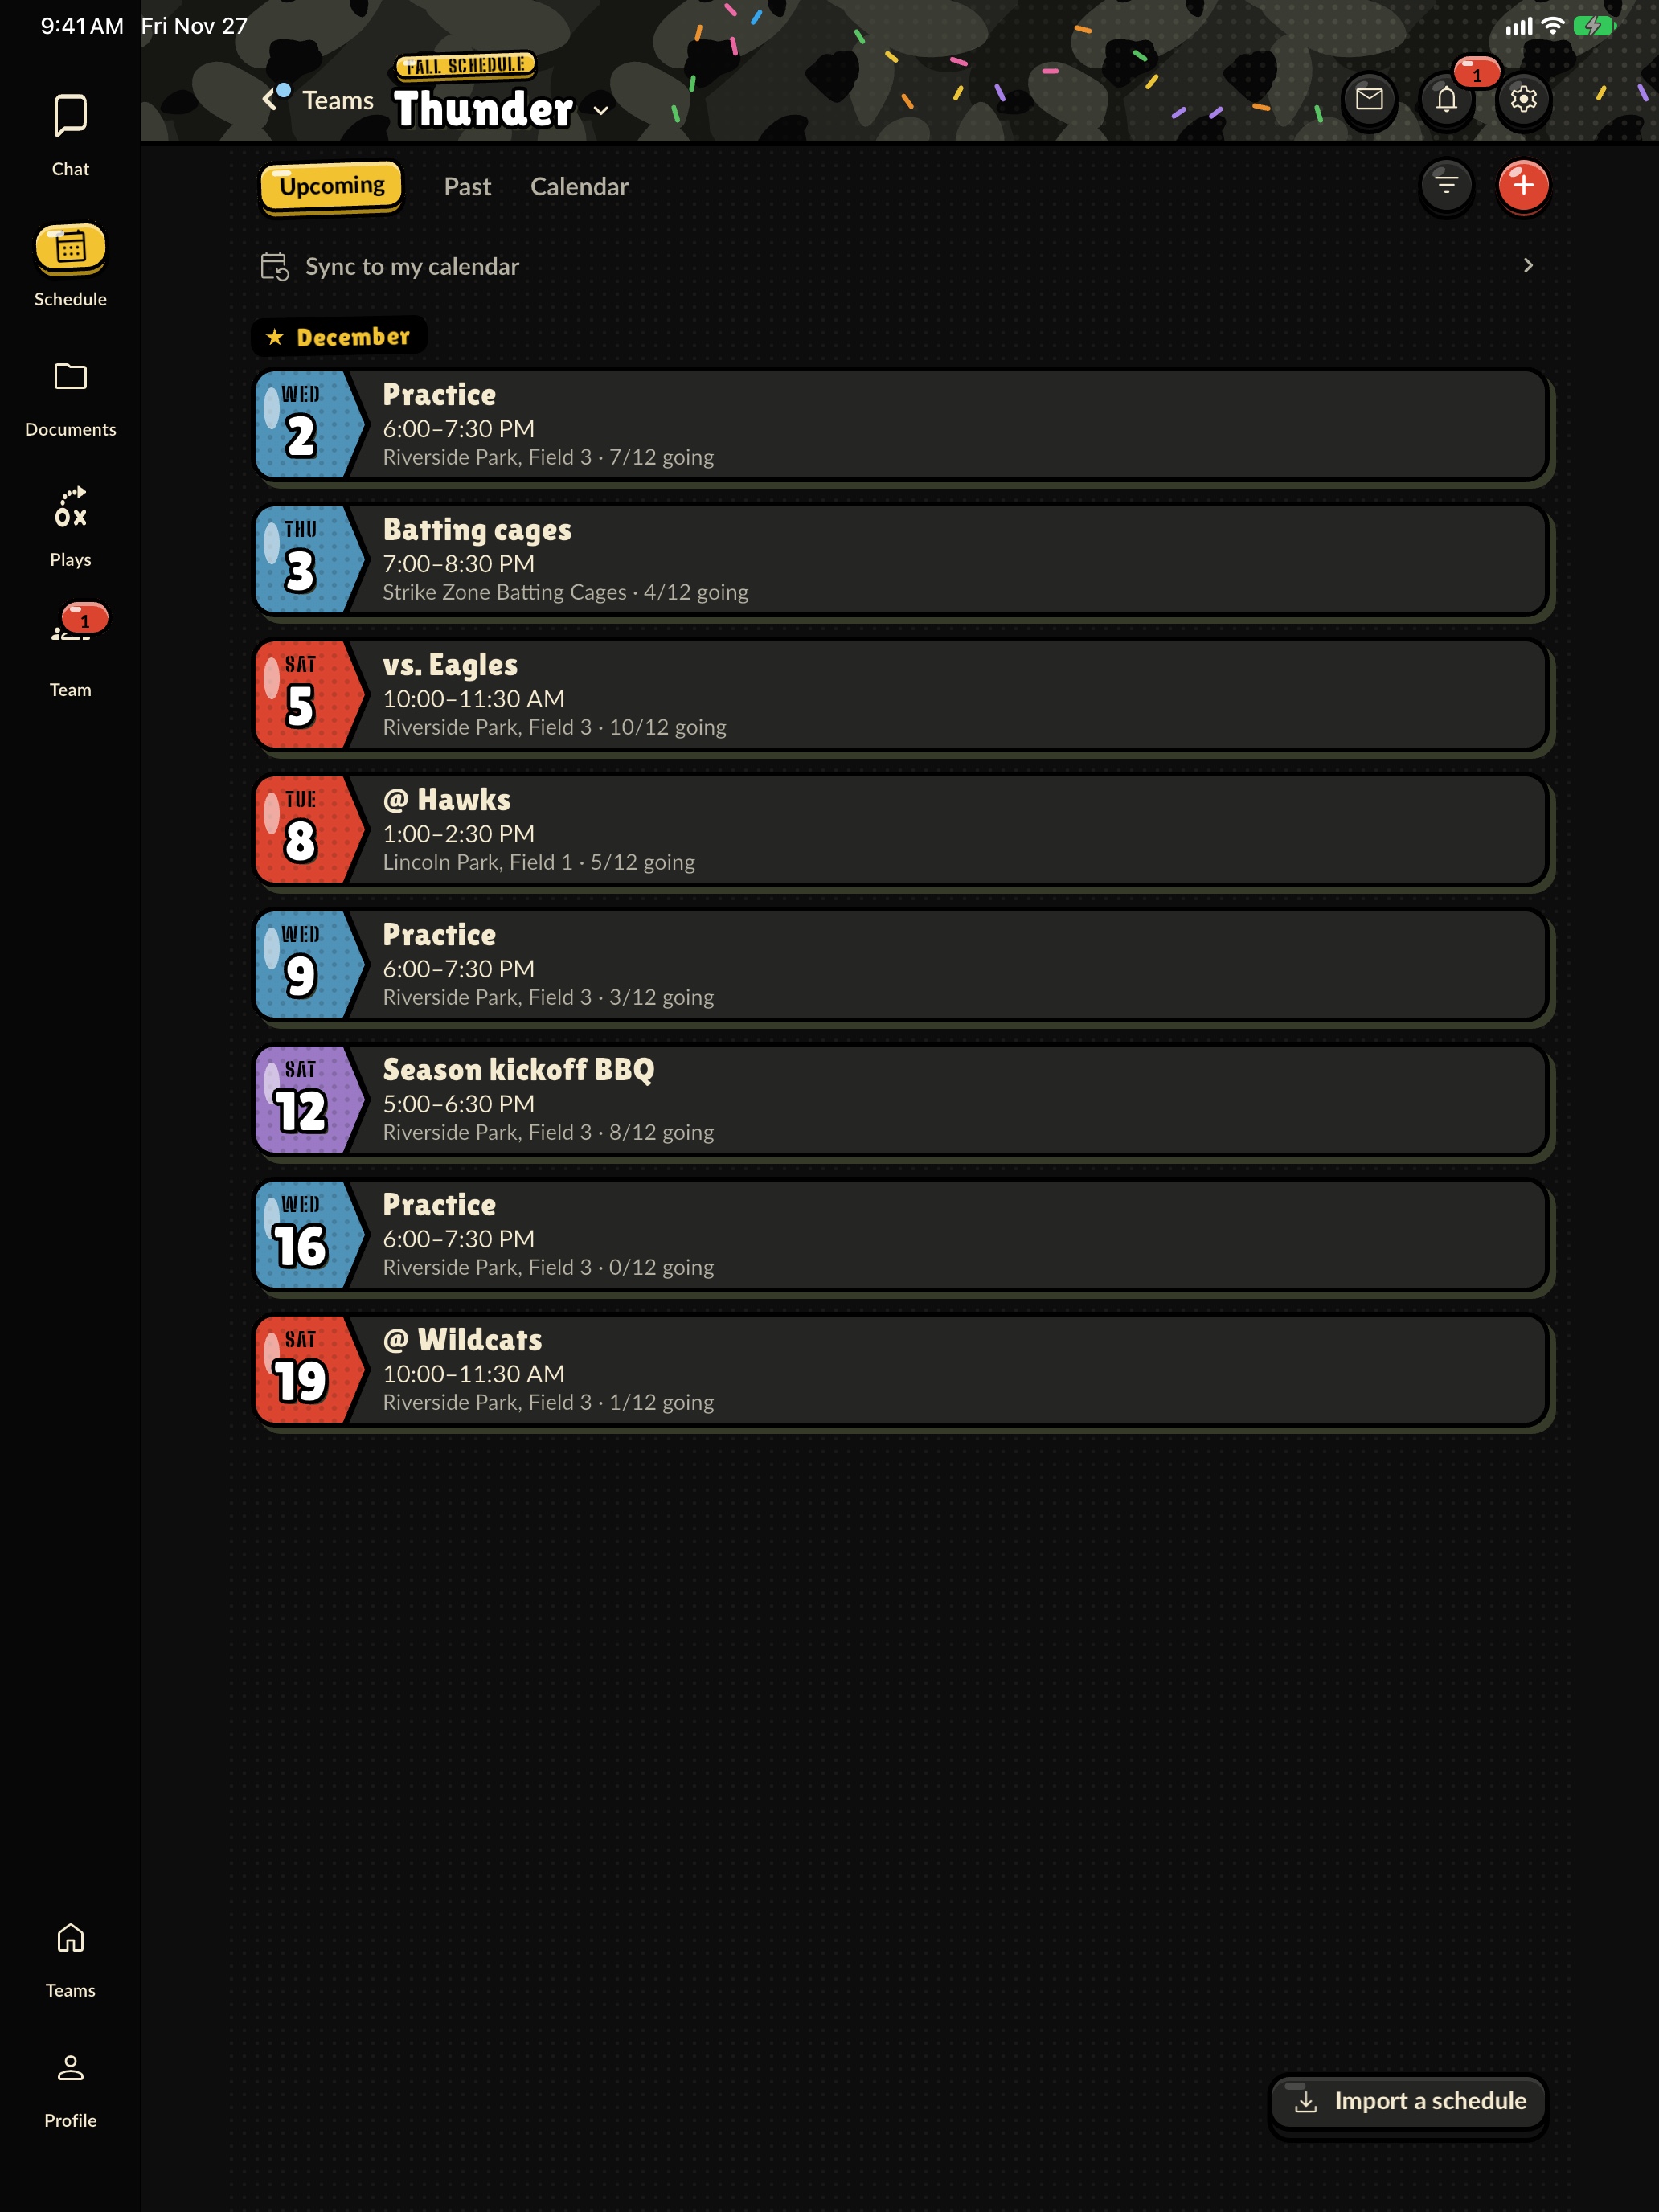 9:41 AM Fri Nov 27
FALL SCHEDULE
Teams
Thunder
1
Chat
Schedule
Documents
Plays
1
Team
Teams
Profile
Upcoming
Past
Calendar
Sync to my calendar
★ December
WED
2
Practice
6:00–7:30 PM
Riverside Park, Field 3 · 7/12 going
THU
3
Batting cages
7:00–8:30 PM
Strike Zone Batting Cages · 4/12 going
SAT
5
vs. Eagles
10:00–11:30 AM
Riverside Park, Field 3 · 10/12 going
TUE
8
@ Hawks
1:00–2:30 PM
Lincoln Park, Field 1 · 5/12 going
WED
9
Practice
6:00–7:30 PM
Riverside Park, Field 3 · 3/12 going
SAT
12
Season kickoff BBQ
5:00–6:30 PM
Riverside Park, Field 3 · 8/12 going
WED
16
Practice
6:00–7:30 PM
Riverside Park, Field 3 · 0/12 going
SAT
19
@ Wildcats
10:00–11:30 AM
Riverside Park, Field 3 · 1/12 going
Import a schedule